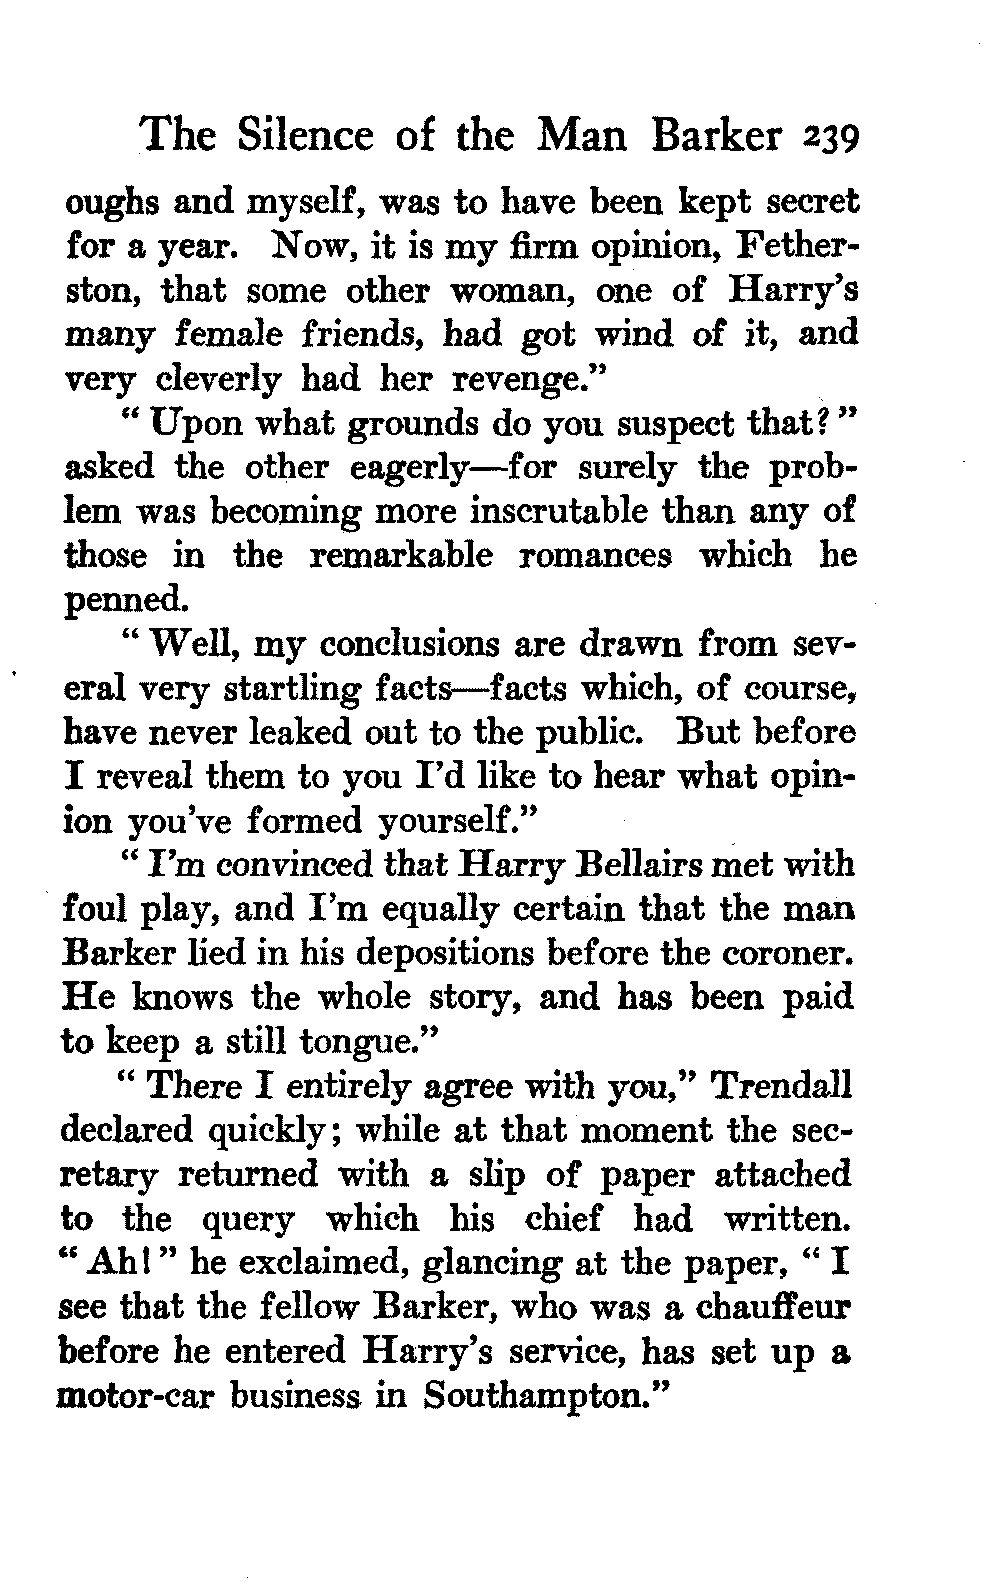 The Silence of the Man Barker 239
oughs and myself, was to have been kept secret
for a year. Now, it is my firm opinion, Fether-
ston, that some other woman, one of Harry's
many female friends, had got wind of it, and
very cleverly had her revenge."
" Upon what grounds do you suspect that? "
asked the other eagerly—for surely the prob-
lem was becoming more inscrutable than any of
those in the remarkable romances which he
penned.
" Well, my conclusions are drawn from sev-
eral very startling facts—facts which, of course,
have never leaked out to the public. But before
I reveal them to you I'd like to hear what opin-
ion you've formed yourself."
" I'm convinced that Harry Bellairs met with
foul play, and I'm equally certain that the man
Barker lied in his depositions before the coroner.
He knows the whole story, and has been paid
to keep a still tongue."
" There I entirely agree with you," Trendall
declared quickly; while at that moment the sec-
retary returned with a slip of paper attached
to the query which his chief had written.
" Ah! " he exclaimed, glancing at the paper, " I
see that the fellow Barker, who was a chauffeur
before he entered Harry's service, has set up a
motor-car business in Southampton."